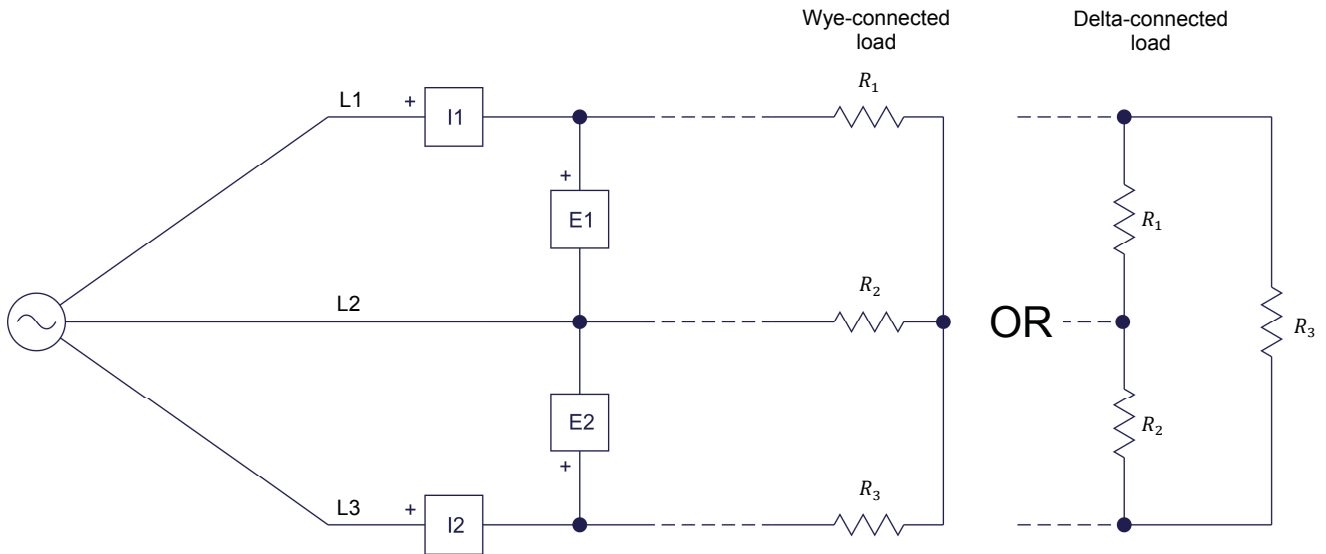 Wye-connected
load
Delta-connected
load
L1
+
I1
R₁
+
E1
R₁
L2
R₂
OR
R₃
E2
+
R₂
L3
+
I2
R₃